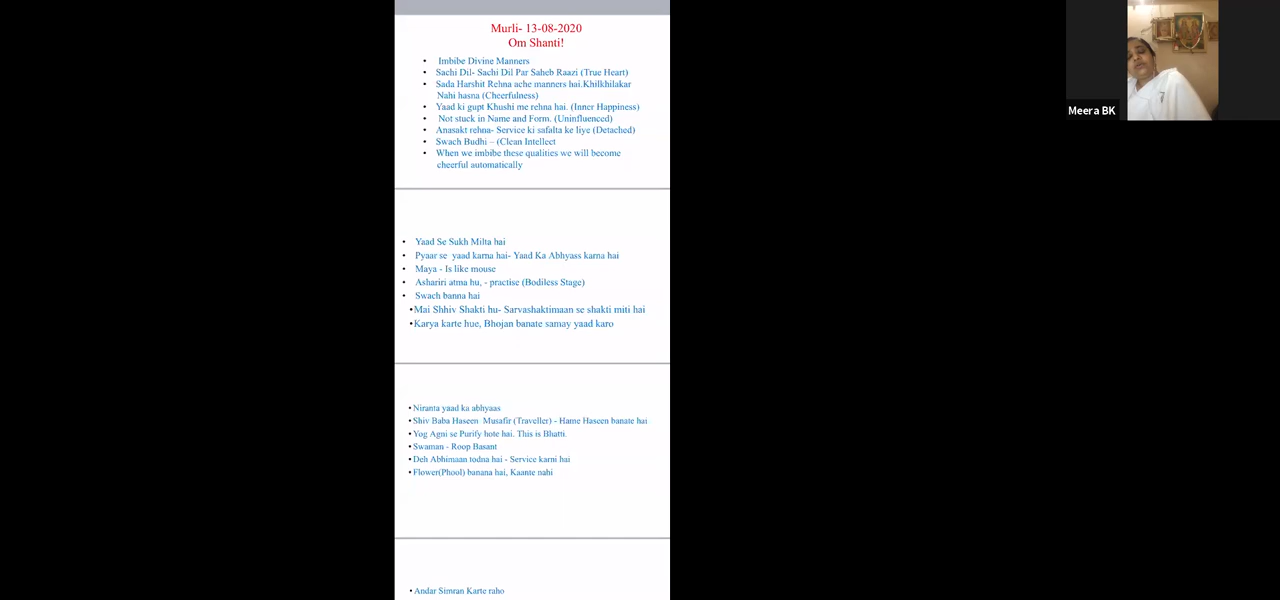 Murli- 13-08-2020
Om Shanti!
• Imbibe Divine Manners
• Sachi Dil- Sachi Dil Par Saheb Raazi (True Heart)
• Sada Harshit Rehna ache manners hai.Khilkhilakar
Nahi hasna (Cheerfulness)
• Yaad ki gupt Khushi me rehna hai. (Inner Happiness)
• Not stuck in Name and Form. (Uninfluenced)
• Anasakt rehna- Service ki safalta ke liye (Detached)
• Swach Budhi – (Clean Intellect
• When we imbibe these qualities we will become
cheerful automatically
• Yaad Se Sukh Milta hai
• Pyaar se yaad karna hai- Yaad Ka Abhyass karna hai
• Maya - Is like mouse
• Ashariri atma hu, - practise (Bodiless Stage)
• Swach banna hai
•Mai Shhiv Shakti hu- Sarvashaktimaan se shakti miti hai
•Karya karte hue, Bhojan banate samay yaad karo
•Niranta yaad ka abhyaas
•Shiv Baba Haseen Musafir (Traveller) - Hame Haseen banate hai
•Yog Agni se Purify hote hai. This is Bhatti.
•Swaman - Roop Basant
•Deh Abhimaan todna hai - Service karni hai
•Flower(Phool) banana hai, Kaante nahi
•Andar Simran Karte raho
Meera BK